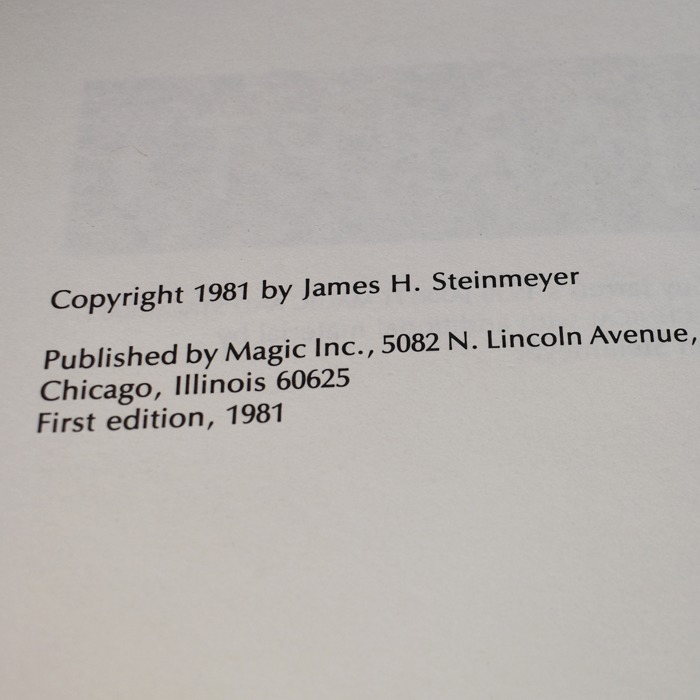 Copyright 1981 by James H. Steinmeyer
Published by Magic Inc., 5082 N. Lincoln Avenue,
Chicago, Illinois 60625
First edition, 1981